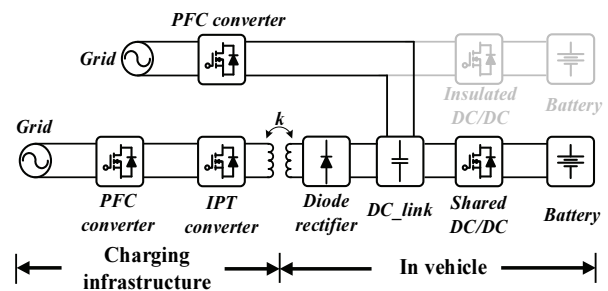 PFC converter
Grid
Insulated
DC/DC
Battery
Grid
k
PFC
converter
IPT
converter
Diode
rectifier
DC_link
Shared
DC/DC
Battery
Charging
infrastructure
In vehicle